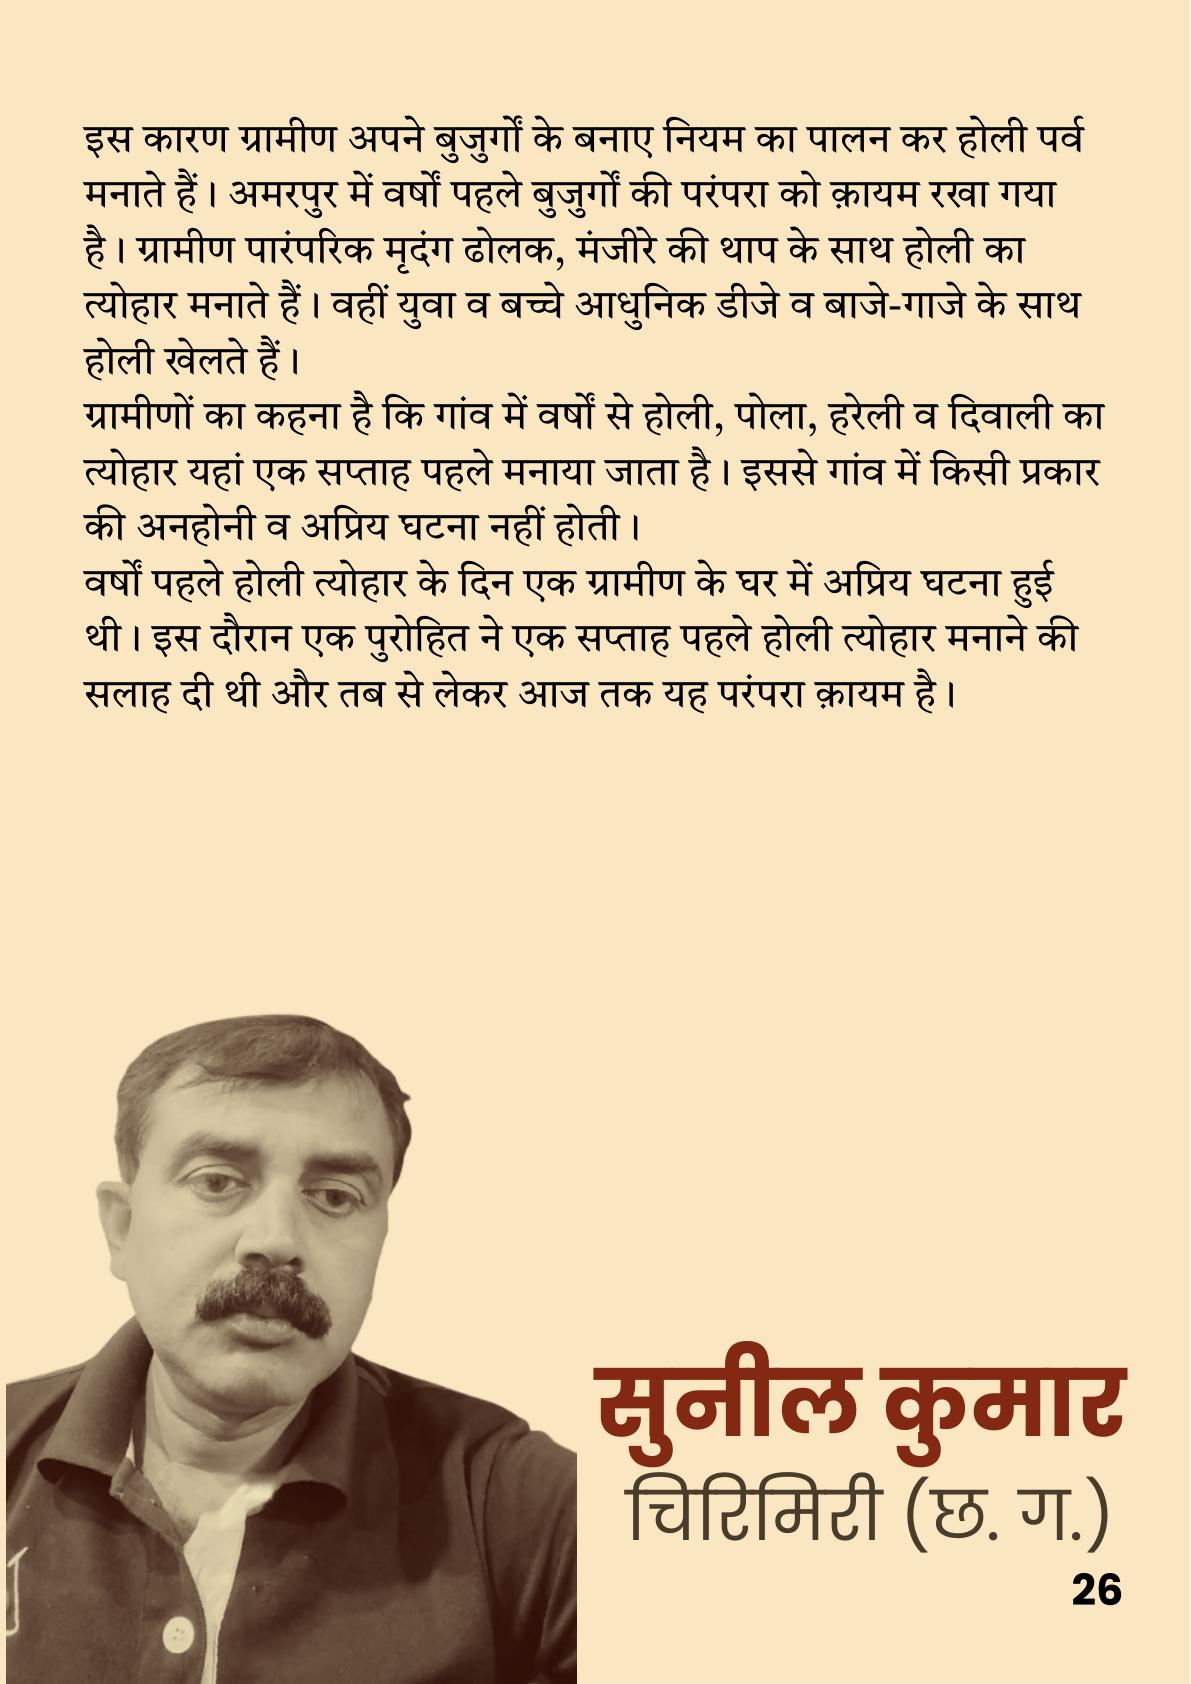 इस कारण ग्रामीण अपने बुजुर्गों के बनाए नियम का पालन कर होली पर्व
मनाते हैं। अमरपुर में वर्षों पहले बुजुर्गों की परंपरा को क़ायम रखा गया
है। ग्रामीण पारंपरिक मृदंग ढोलक, मंजीरे की थाप के साथ होली का
त्योहार मनाते हैं। वहीं युवा व बच्चे आधुनिक डीजे व बाजे-गाजे के साथ
होली खेलते हैं।
ग्रामीणों का कहना है कि गांव में वर्षों से होली, पोला, हरेली व दिवाली का
त्योहार यहां एक सप्ताह पहले मनाया जाता है। इससे गांव में किसी प्रकार
की अनहोनी व अप्रिय घटना नहीं होती।
वर्षों पहले होली त्योहार के दिन एक ग्रामीण के घर में अप्रिय घटना हुई
थी। इस दौरान एक पुरोहित ने एक सप्ताह पहले होली त्योहार मनाने की
सलाह दी थी और तब से लेकर आज तक यह परंपरा क़ायम है।
सुनील कुमार
चिरिमिरी (छ. ग.)
26